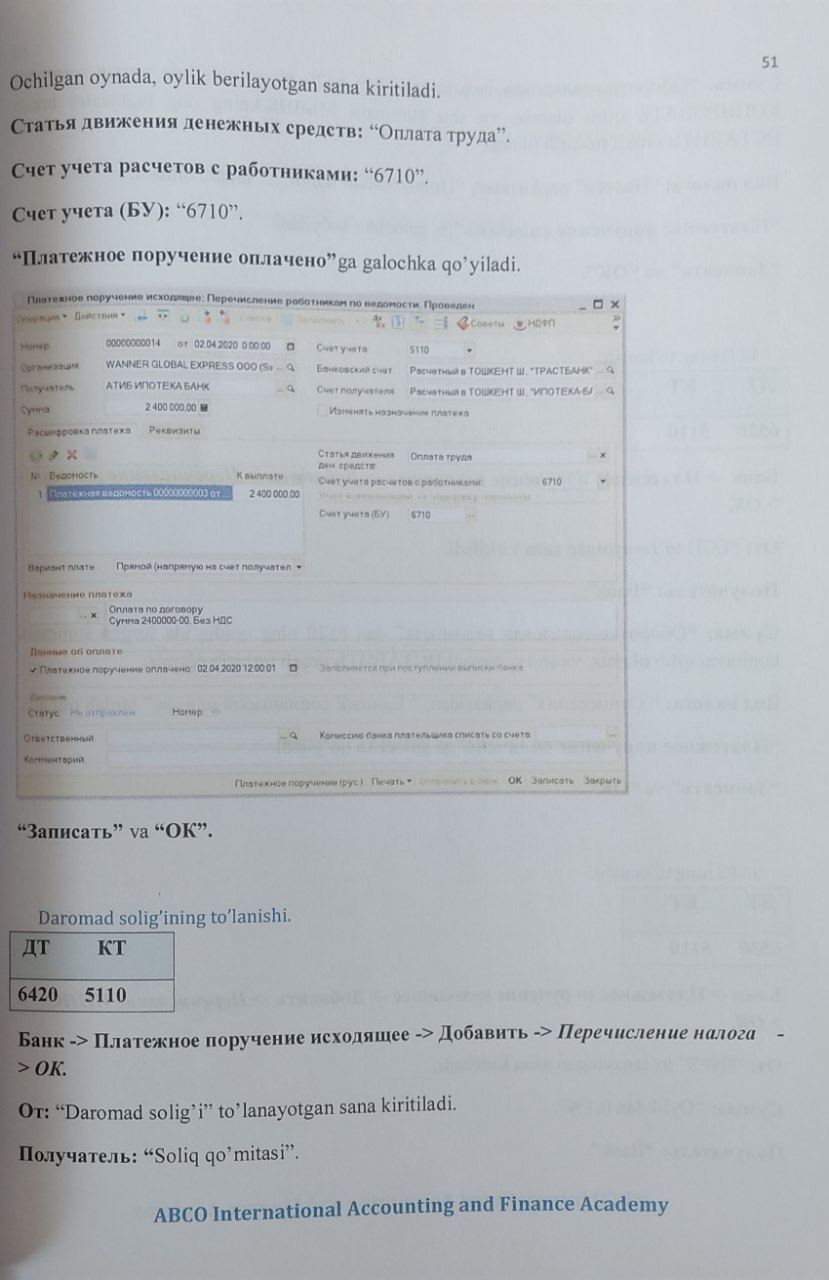 51
Ochilgan oynada, oylik berilayotgan sana kiritiladi.
Статья движения денежных средств: “Оплата труда”.
Счет учета расчетов с работниками: “6710”.
Счет учета (БУ): “6710”.
“Платежное поручение оплачено”ga galochka qo’yiladi.
Платежное поручение исходящее: Перечисление работникам по ведомости. Проведен
Операция Действия Советы НДФЛ
Номер 00000000014 от 02.04.2020 0:00:00 Счет учета 5110
Организация WANNER GLOBAL EXPRESS ООО (Sir ... Банковский счет Расчетный в ТОШКЕНТ Ш. "ТРАСТБАНК" ...
Получатель АТИБ ИПОТЕКА БАНК ... Счет получателя Расчетный в ТОШКЕНТ Ш. "ИПОТЕКА-БА ...
Сумма 2 400 000,00 Изменять назначение платежа
Расшифровка платежа Реквизиты
Статья движения ден средств: Оплата труда ... ×
№ Ведомость К выплате Счет учета расчетов с работниками: 6710
1 Платежная ведомость 00000000003 от... 2 400 000,00
Счет учета (БУ) 6710 ...
Вариант плате Прямой (напрямую на счет получател
Назначение платежа
... × Оплата по договору
Сумма 2400000-00. Без НДС
Данные об оплате
✓ Платежное поручение оплачено: 02.04.2020 12:00:01 Заполняется при поступлении выписки банка
Статус: Не отправлен Номер:
Ответственный: ... Комиссию банка плательщика списать со счета ...
Комментарий:
Платежное поручение (рус.) Печать Отправить в банк OK Записать Закрыть
“Записать” va “ОК”.
Daromad solig’ining to’lanishi.
ДТ КТ
6420 5110
Банк -> Платежное поручение исходящее -> Добавить -> Перечисление налога -
> ОК.
От: “Daromad solig’i” to’lanayotgan sana kiritiladi.
Получатель: “Soliq qo’mitasi”.
ABCO International Accounting and Finance Academy